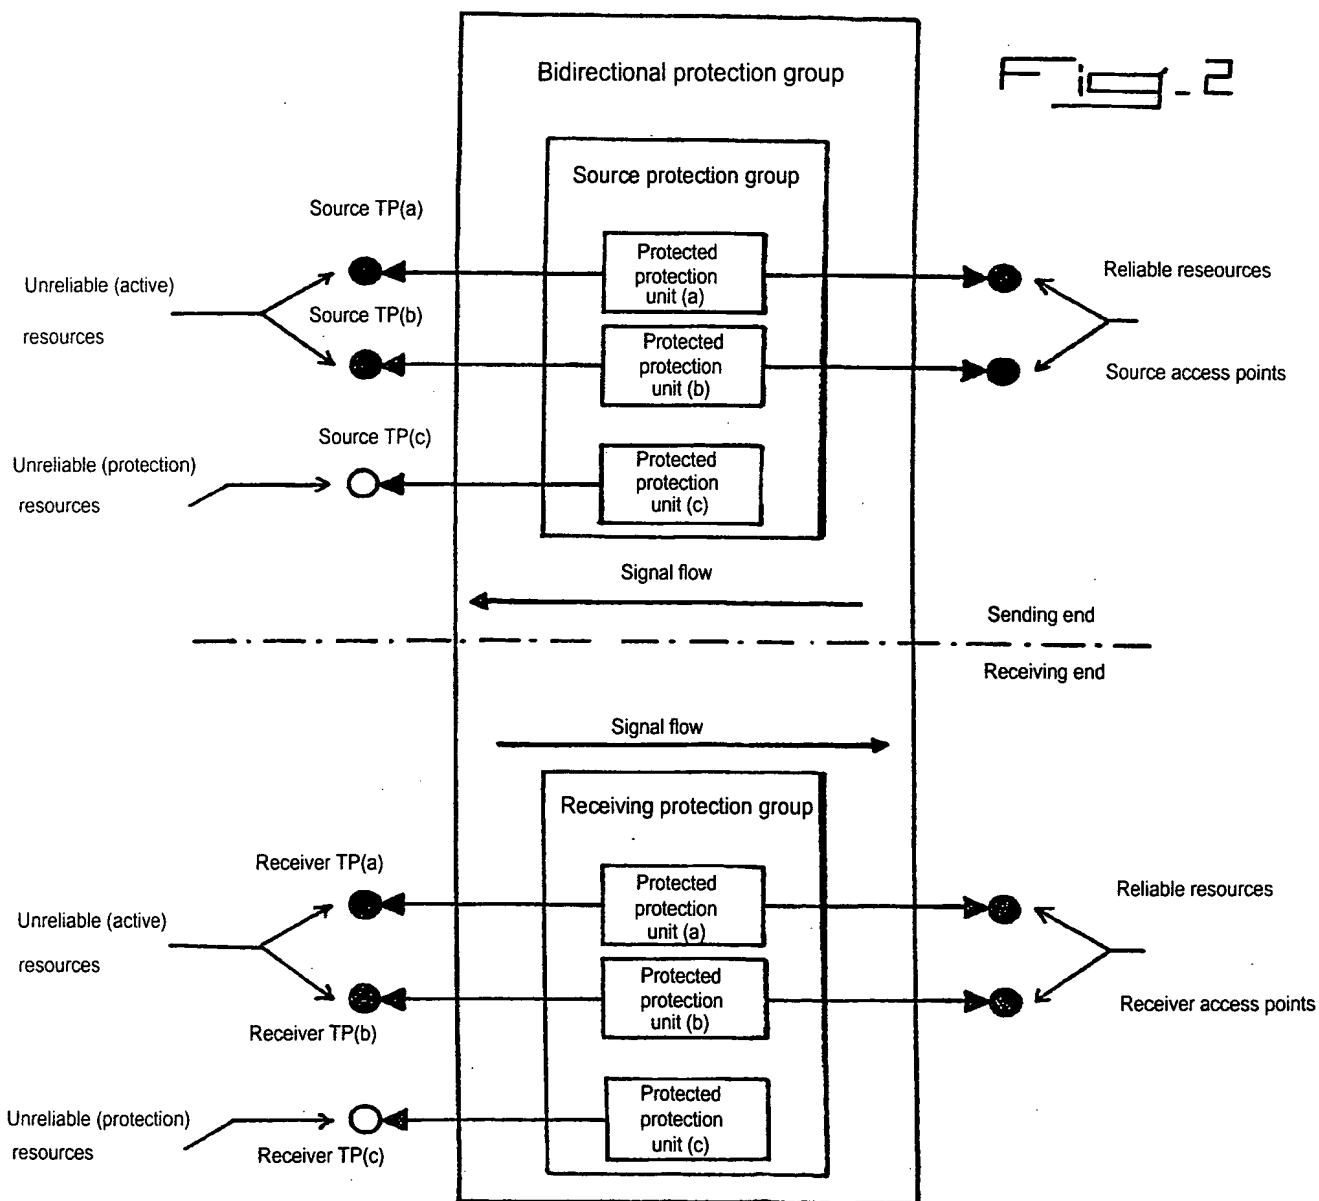 Bidirectional protection group
Fig-2
Source protection group
Source TP(a)
Protected
protection
unit (a)
Unreliable (active)
resources
Reliable reseources
Source TP(b)
Protected
protection
unit (b)
Source access points
Source TP(c)
Unreliable (protection)
resources
Protected
protection
unit (c)
Signal flow
Sending end
Receiving end
Signal flow
Receiving protection group
Receiver TP(a)
Protected
protection
unit (a)
Reliable resources
Unreliable (active)
resources
Protected
protection
unit (b)
Receiver access points
Receiver TP(b)
Protected
protection
unit (c)
Unreliable (protection)
resources
Receiver TP(c)